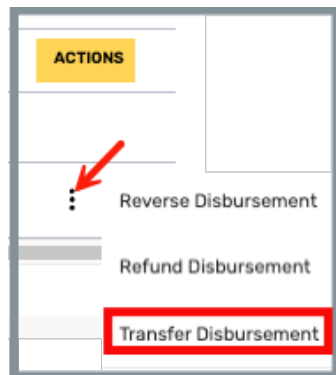 ACTIONS
Reverse Disbursement
Refund Disbursement
Transfer Disbursement